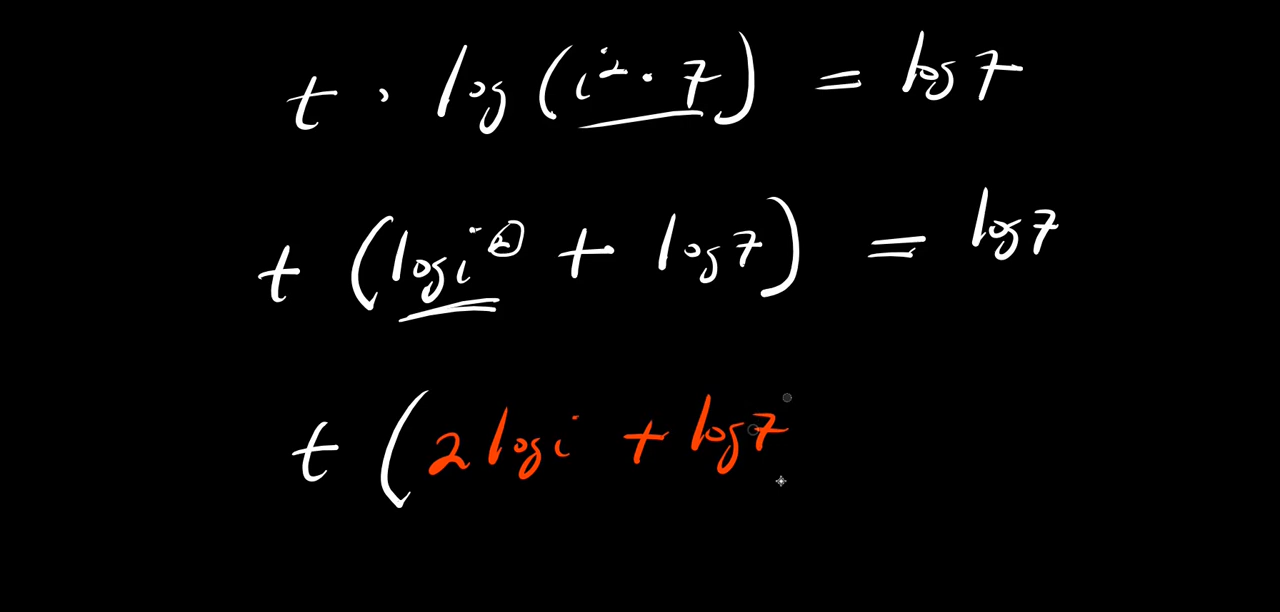 t · log (i² · 7) = log 7
t (log i² + log 7) = log 7
t (2 log i + log 7